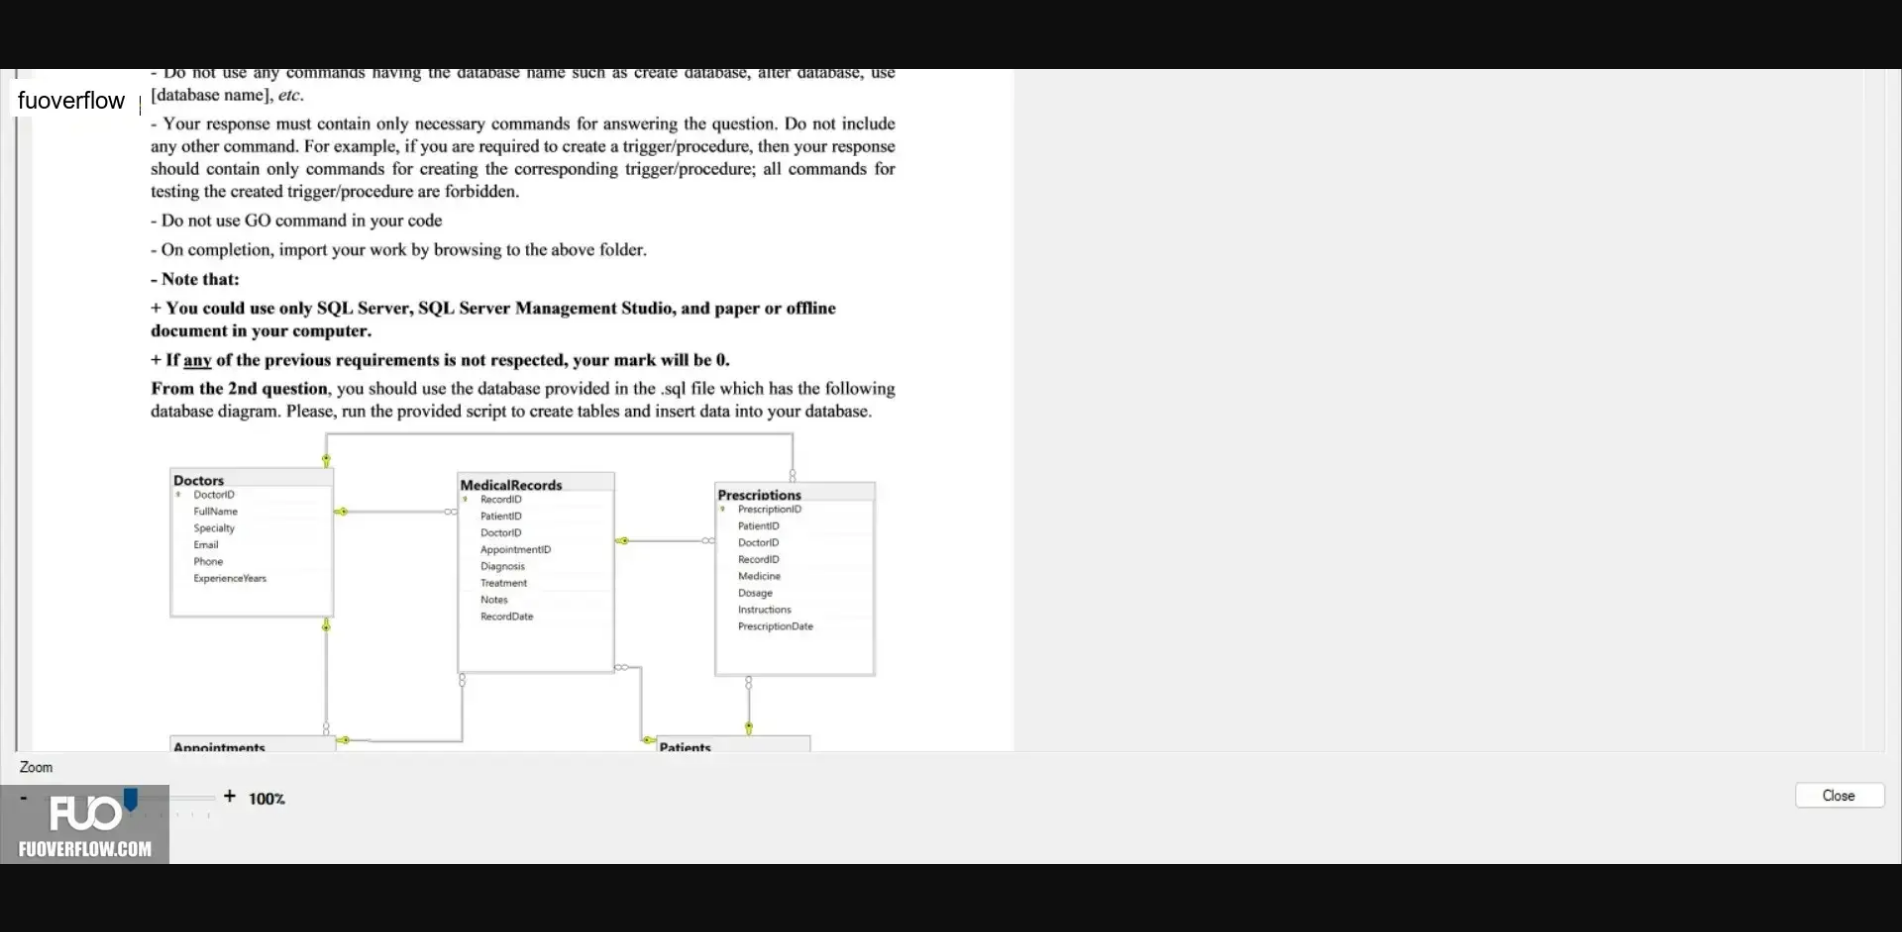 - Do not use any commands having the database name such as create database, alter database, use
[database name], etc.
fuoverflow
- Your response must contain only necessary commands for answering the question. Do not include
any other command. For example, if you are required to create a trigger/procedure, then your response
should contain only commands for creating the corresponding trigger/procedure; all commands for
testing the created trigger/procedure are forbidden.
- Do not use GO command in your code
- On completion, import your work by browsing to the above folder.
- Note that:
+ You could use only SQL Server, SQL Server Management Studio, and paper or offline
document in your computer.
+ If any of the previous requirements is not respected, your mark will be 0.
From the 2nd question, you should use the database provided in the .sql file which has the following
database diagram. Please, run the provided script to create tables and insert data into your database.
Doctors
DoctorID
FullName
Specialty
Email
Phone
ExperienceYears
MedicalRecords
RecordID
PatientID
DoctorID
AppointmentID
Diagnosis
Treatment
Notes
RecordDate
Prescriptions
PrescriptionID
PatientID
DoctorID
RecordID
Medicine
Dosage
Instructions
PrescriptionDate
Appointments
Patients
Zoom
- + 100%
Close
FUO
FUOVERFLOW.COM